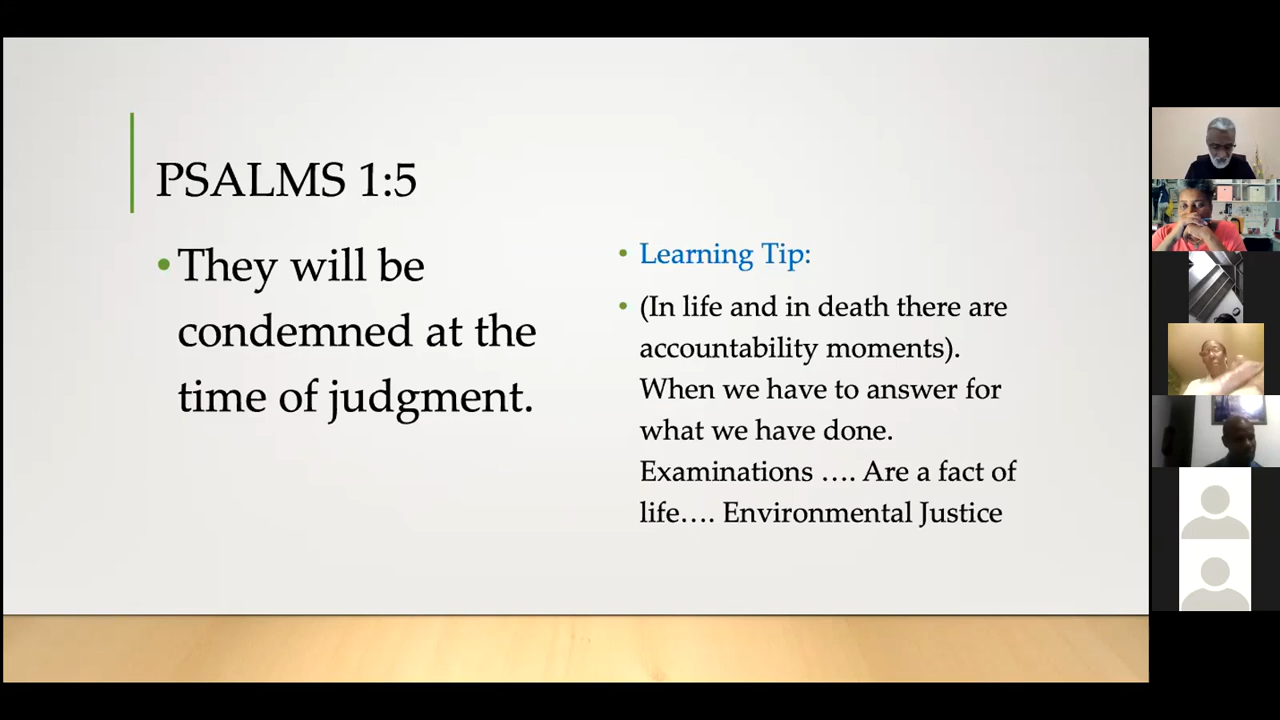 PSALMS 1:5
•They will be
condemned at the
time of judgment.
• Learning Tip:
• (In life and in death there are
accountability moments).
When we have to answer for
what we have done.
Examinations …. Are a fact of
life…. Environmental Justice